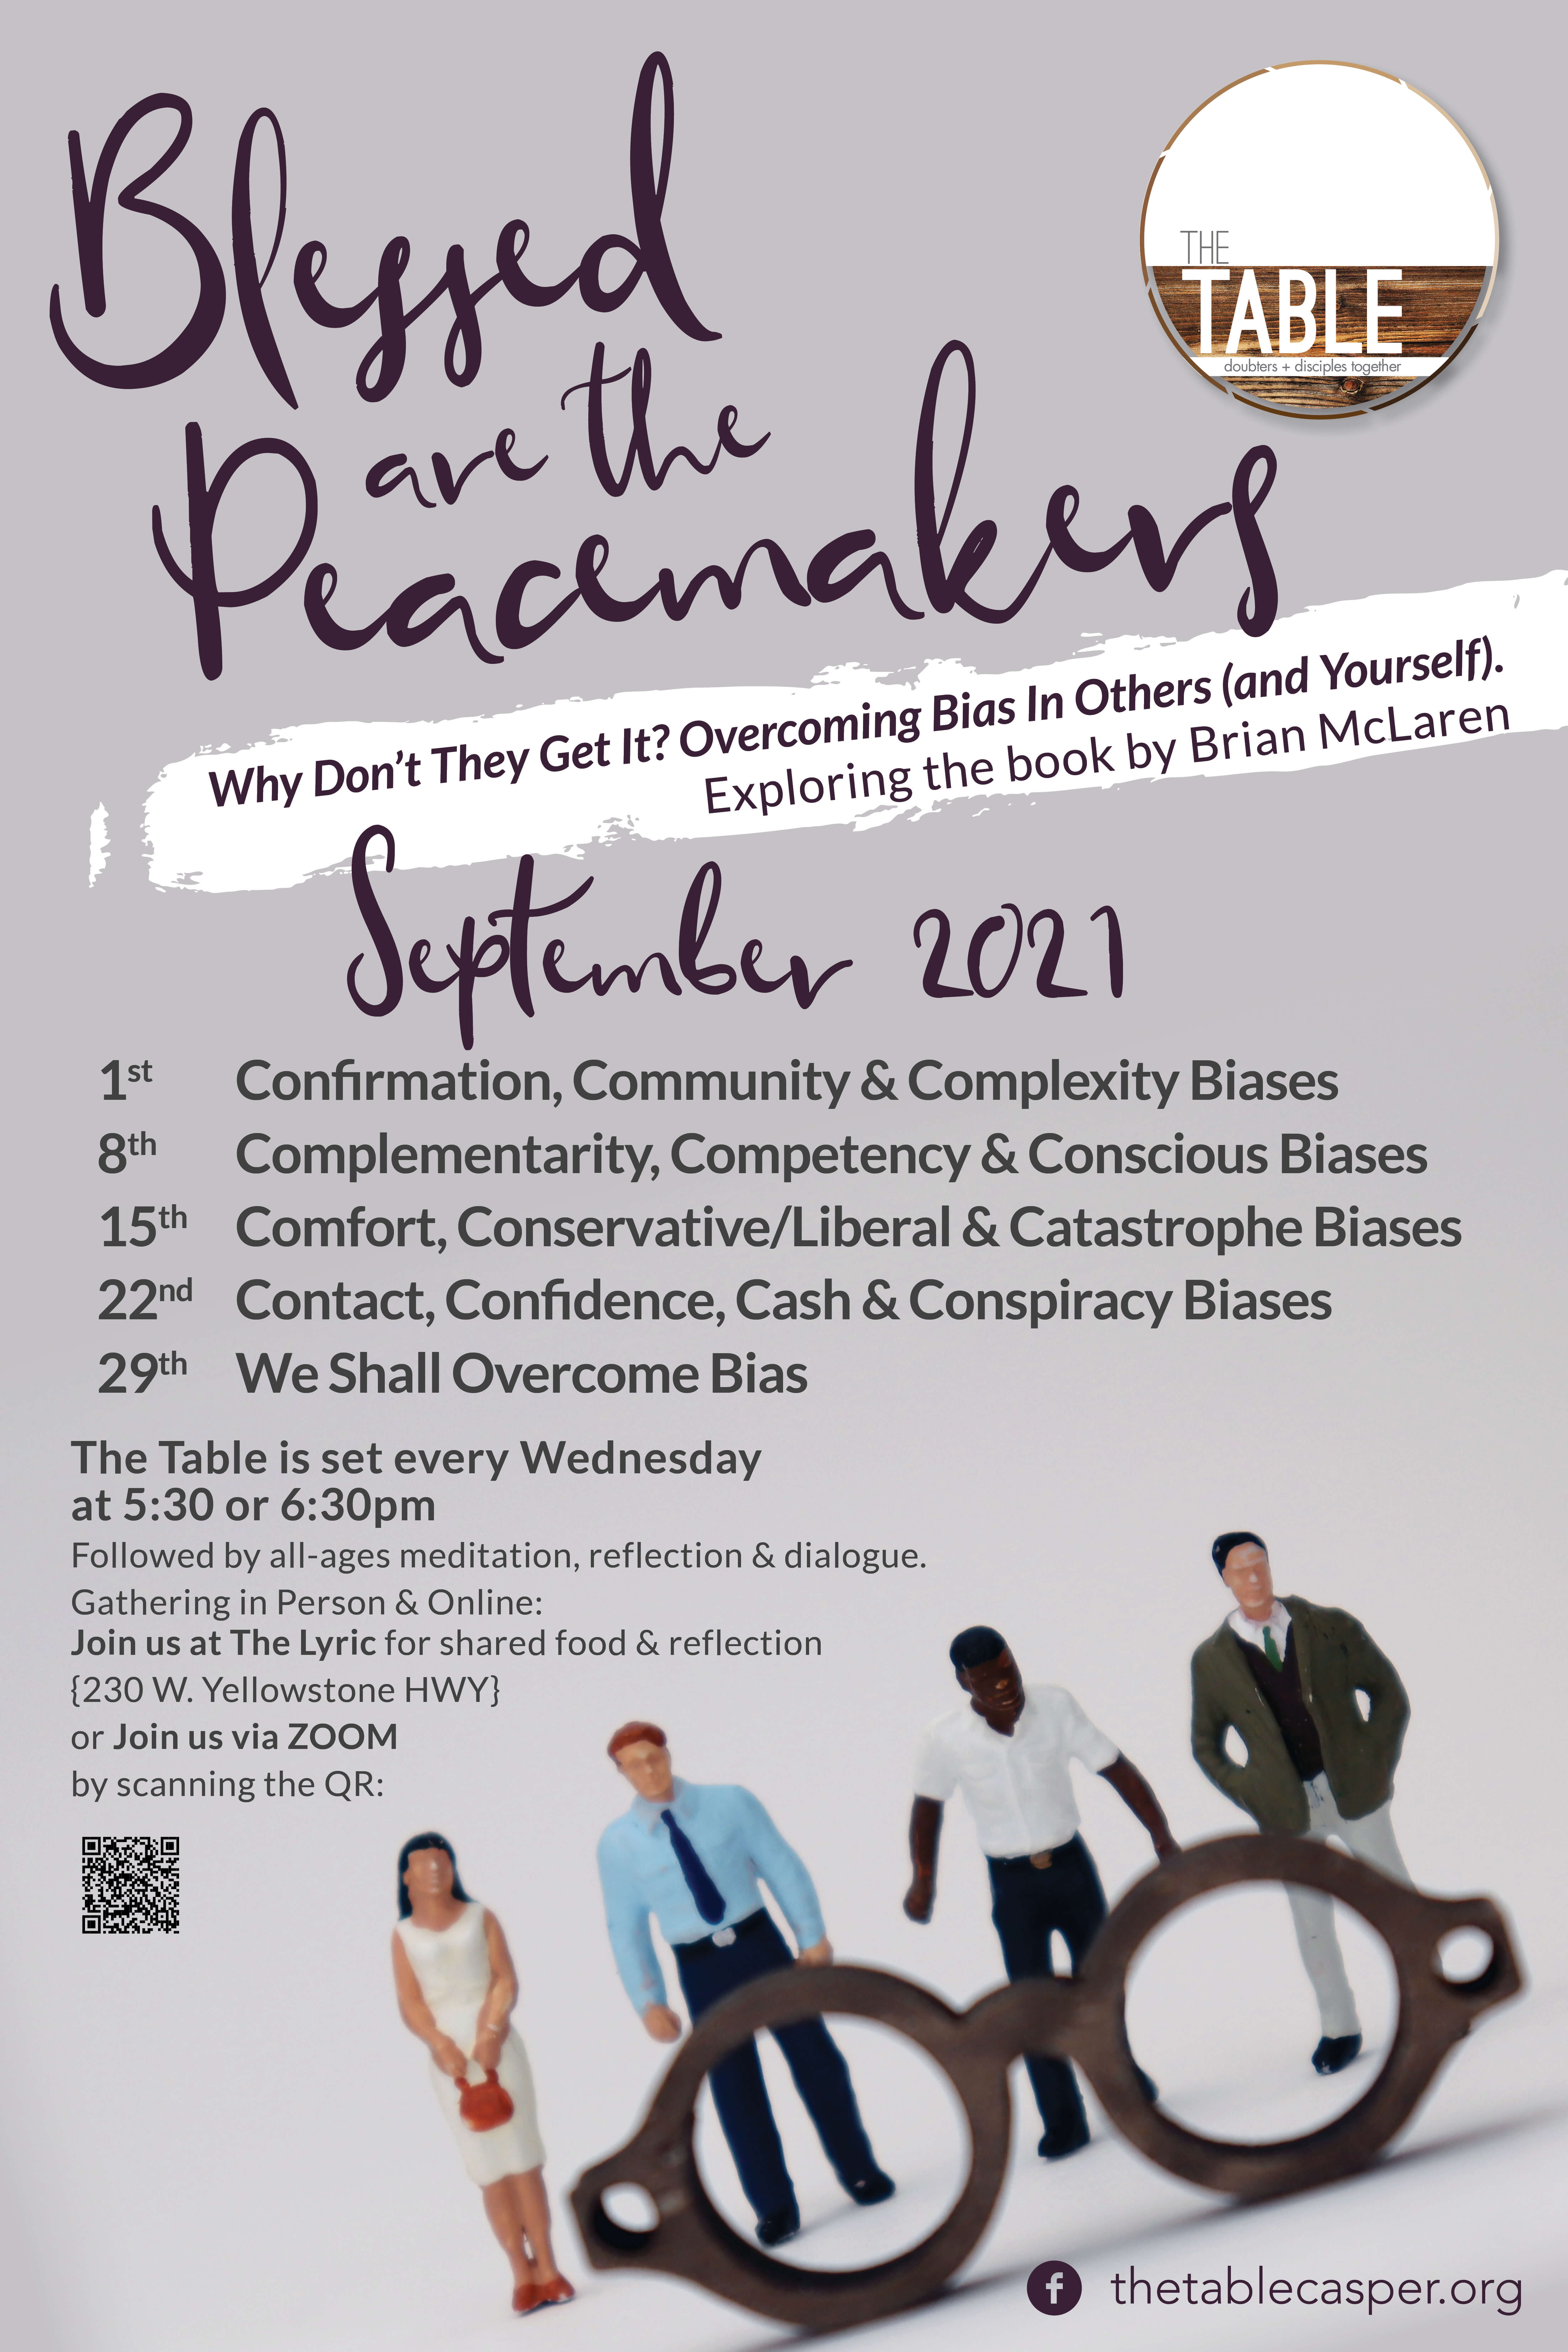 Blessed
are the
Peacemakers
THE
TABLE
doubters + disciples together
Why Don't They Get It? Overcoming Bias In Others (and Yourself).
Exploring the book by Brian McLaren
September 2021
1st Confirmation, Community & Complexity Biases
8th Complementarity, Competency & Conscious Biases
15th Comfort, Conservative/Liberal & Catastrophe Biases
22nd Contact, Confidence, Cash & Conspiracy Biases
29th We Shall Overcome Bias
The Table is set every Wednesday
at 5:30 or 6:30pm
Followed by all-ages meditation, reflection & dialogue.
Gathering in Person & Online:
Join us at The Lyric for shared food & reflection
{230 W. Yellowstone HWY}
or Join us via ZOOM
by scanning the QR:
f thetablecasper.org